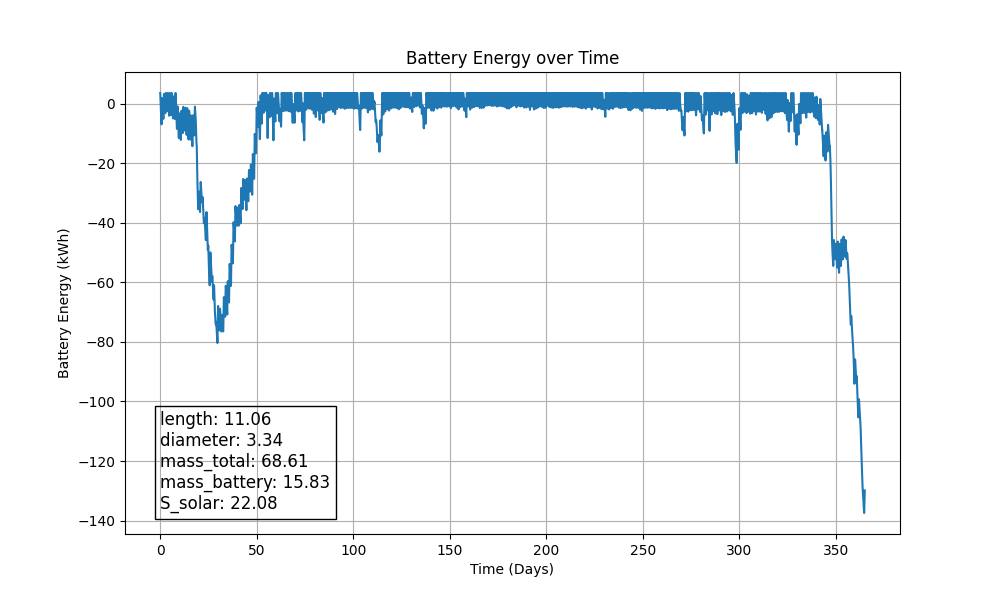 Battery Energy over Time
Battery Energy (kWh)
0
−20
−40
−60
−80
−100
−120
−140
length: 11.06
diameter: 3.34
mass_total: 68.61
mass_battery: 15.83
S_solar: 22.08
0 50 100 150 200 250 300 350
Time (Days)